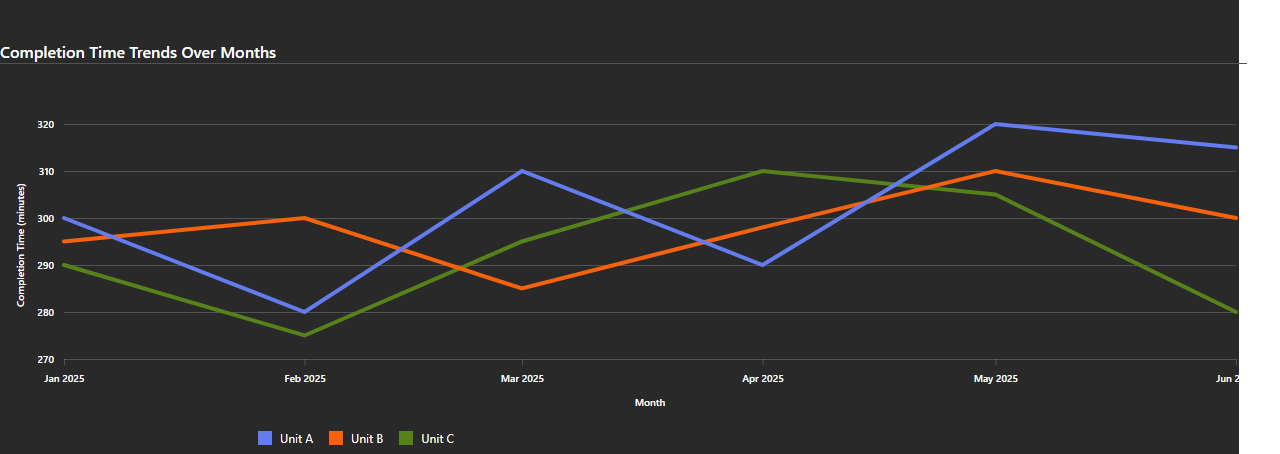 Completion Time Trends Over Months
320
310
300
290
280
270
Completion Time (minutes)
Jan 2025 Feb 2025 Mar 2025 Apr 2025 May 2025 Jun
Month
Unit A Unit B Unit C